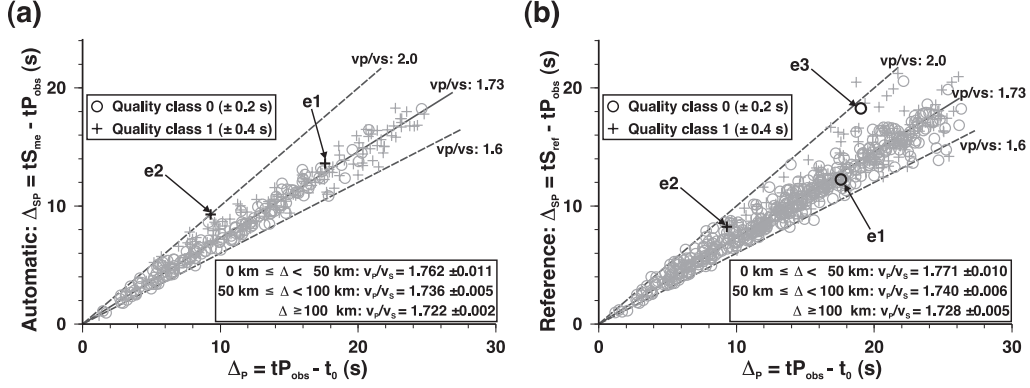 (a)
Automatic: Δ_SP = tS_me - tP_obs (s)
20
10
0
vp/vs: 2.0
vp/vs: 1.73
vp/vs: 1.6
Quality class 0 (± 0.2 s)
Quality class 1 (± 0.4 s)
e1
e2
0 km ≤ Δ < 50 km: v_P/v_S = 1.762 ±0.011
50 km ≤ Δ < 100 km: v_P/v_S = 1.736 ±0.005
Δ ≥ 100 km: v_P/v_S = 1.722 ±0.002
0 10 20 30
Δ_P = tP_obs - t_0 (s)
(b)
Reference: Δ_SP = tS_ref - tP_obs (s)
20
10
0
vp/vs: 2.0
vp/vs: 1.73
vp/vs: 1.6
Quality class 0 (± 0.2 s)
Quality class 1 (± 0.4 s)
e3
e2
e1
0 km ≤ Δ < 50 km: v_P/v_S = 1.771 ±0.010
50 km ≤ Δ < 100 km: v_P/v_S = 1.740 ±0.006
Δ ≥ 100 km: v_P/v_S = 1.728 ±0.005
0 10 20 30
Δ_P = tP_obs - t_0 (s)